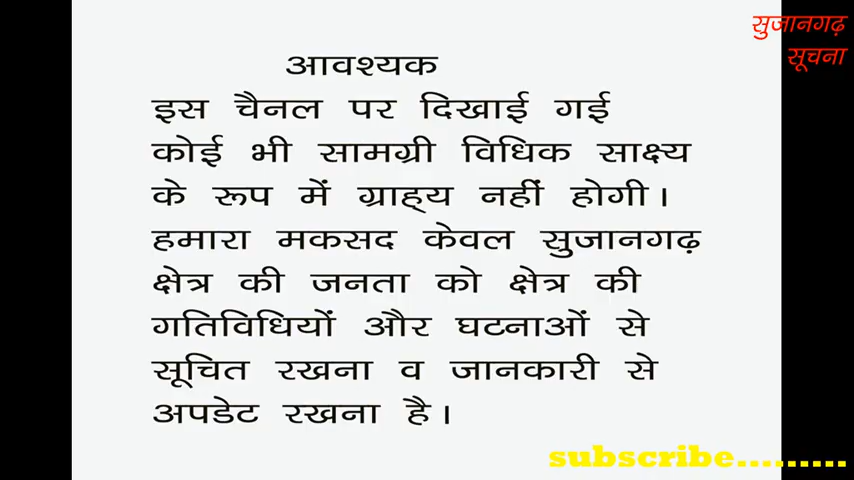 सुजानगढ़
सूचना
आवश्यक
इस चैनल पर दिखाई गई
कोई भी सामग्री विधिक साक्ष्य
के रूप में ग्राह्य नहीं होगी।
हमारा मकसद केवल सुजानगढ़
क्षेत्र की जनता को क्षेत्र की
गतिविधियों और घटनाओं से
सूचित रखना व जानकारी से
अपडेट रखना है।
subscribe.........